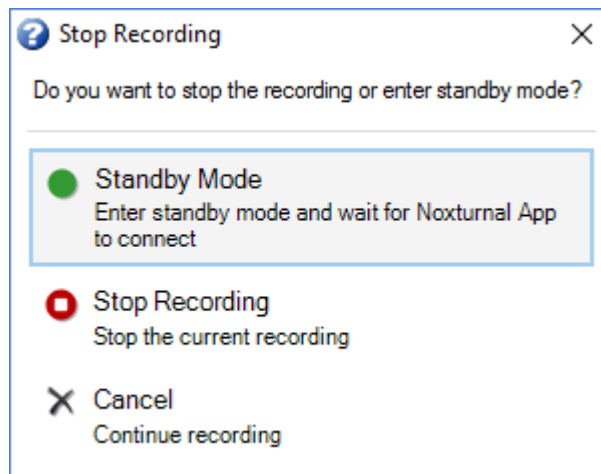 Stop Recording
Do you want to stop the recording or enter standby mode?
Standby Mode
Enter standby mode and wait for Noxturnal App
to connect
Stop Recording
Stop the current recording
Cancel
Continue recording